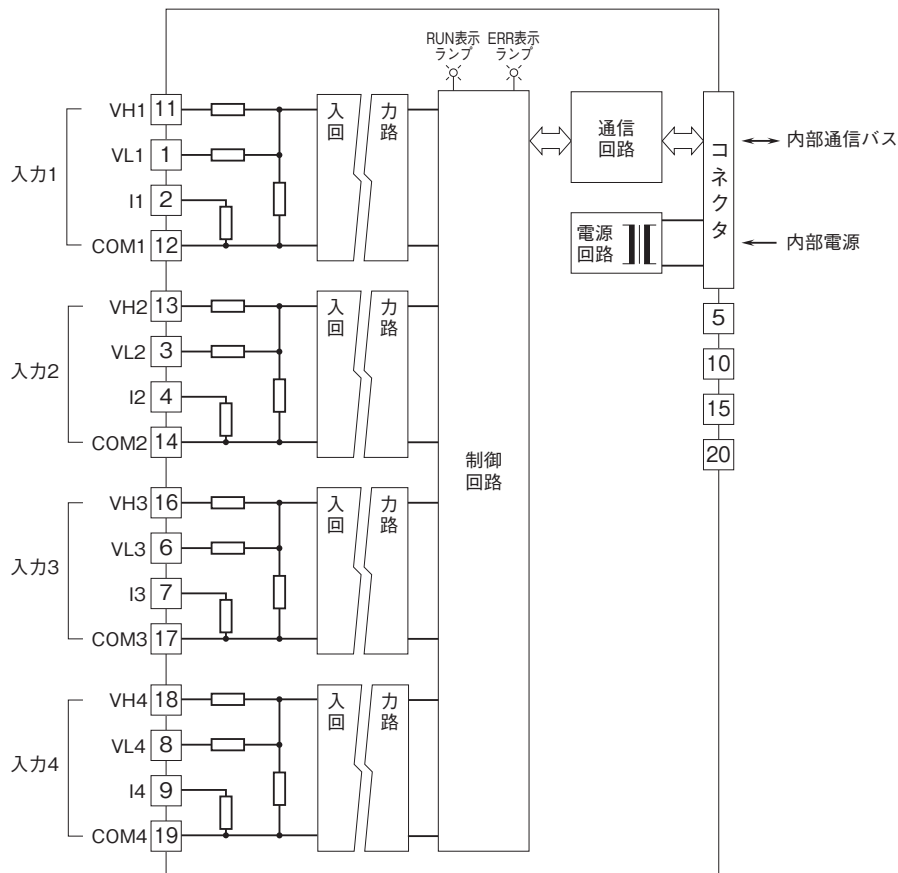 RUN表示
ランプ
ERR表示
ランプ
入力1
VH1 11
VL1 1
I1 2
COM1 12
入力
回路
入力2
VH2 13
VL2 3
I2 4
COM2 14
入力
回路
入力3
VH3 16
VL3 6
I3 7
COM3 17
入力
回路
入力4
VH4 18
VL4 8
I4 9
COM4 19
入力
回路
制御
回路
通信
回路
電源
回路
コネクタ
内部通信バス
内部電源
5
10
15
20